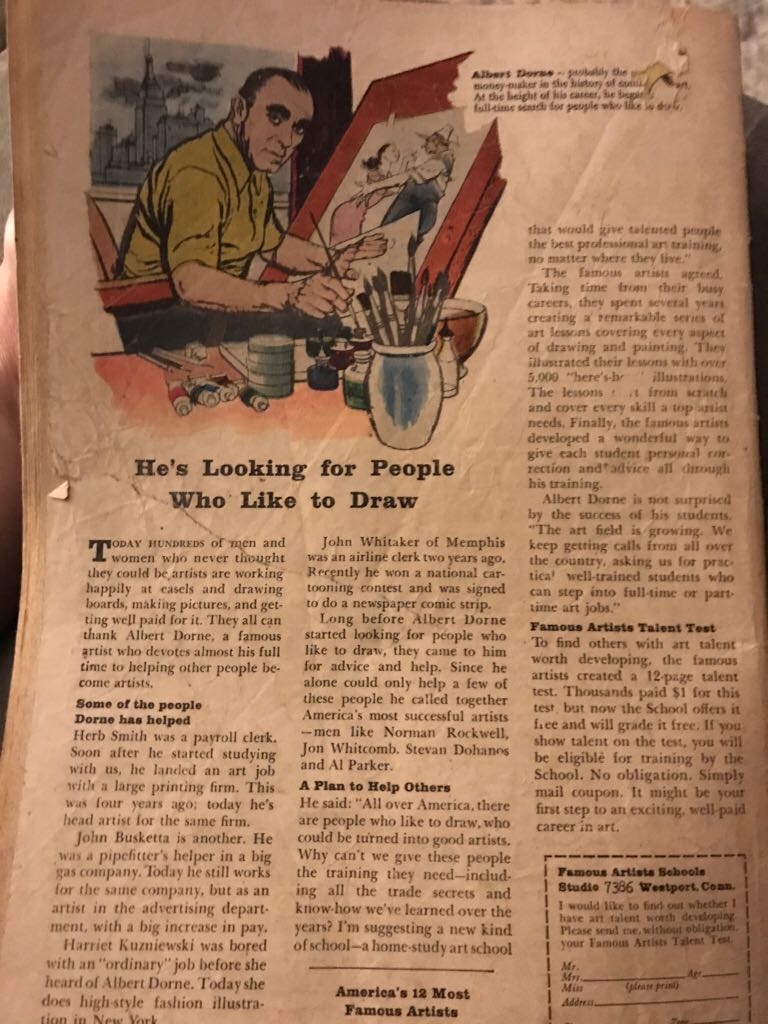 Albert Dorne – probably the
money-maker in the history of art.
At the height of his career, he began
full-time search for people who like to draw.
He's Looking for People
Who Like to Draw
TODAY HUNDREDS of men and
women who never thought
they could be artists are working
happily at easels and drawing
boards, making pictures, and get-
ting well paid for it. They all can
thank Albert Dorne, a famous
artist who devotes almost his full
time to helping other people be-
come artists.
Some of the people
Dorne has helped
Herb Smith was a payroll clerk.
Soon after he started studying
with us, he landed an art job
with a large printing firm. This
was four years ago; today he's
head artist for the same firm.
John Busketta is another. He
was a pipefitter's helper in a big
gas company. Today he still works
for the same company, but as an
artist in the advertising depart-
ment, with a big increase in pay.
Harriet Kuzniewski was bored
with an "ordinary" job before she
heard of Albert Dorne. Today she
does high-style fashion illustra-
tion in New York
John Whitaker of Memphis
was an airline clerk two years ago.
Recently he won a national car-
tooning contest and was signed
to do a newspaper comic strip.
Long before Albert Dorne
started looking for people who
like to draw, they came to him
for advice and help. Since he
alone could only help a few of
these people he called together
America's most successful artists
—men like Norman Rockwell,
Jon Whitcomb. Stevan Dohanos
and Al Parker.
A Plan to Help Others
He said: "All over America, there
are people who like to draw, who
could be turned into good artists.
Why can't we give these people
the training they need—includ-
ing all the trade secrets and
know-how we've learned over the
years? I'm suggesting a new kind
of school—a home-study art school
America's 12 Most
Famous Artists
that would give talented people
the best professional art training,
no matter where they live."
The famous artists agreed.
Taking time from their busy
careers, they spent several years
creating a remarkable series of
art lessons covering every aspect
of drawing and painting. They
illustrated their lessons with over
5,000 illustrations.
The lessons from scratch
and cover every skill a top artist
needs. Finally, the famous artists
developed a wonderful way to
give each student personal cor-
rection and advice all through
his training.
Albert Dorne is not surprised
by the success of his students.
"The art field is growing. We
keep getting calls from all over
the country, asking us for prac-
tical well-trained students who
can step into full-time or part-
time art jobs."
Famous Artists Talent Test
To find others with art talent
worth developing, the famous
artists created a 12-page talent
test. Thousands paid $1 for this
test but now the School offers it
free and will grade it free. If you
show talent on the test, you will
be eligible for training by the
School. No obligation. Simply
mail coupon. It might be your
first step to an exciting, well-paid
career in art.
Famous Artists Schools
Studio 7386 Westport, Conn.
I would like to find out whether I
have art talent worth developing.
Please send me, without obligation,
your Famous Artists Talent Test.
Mr.
Mrs. Age
Miss (please print)
Address